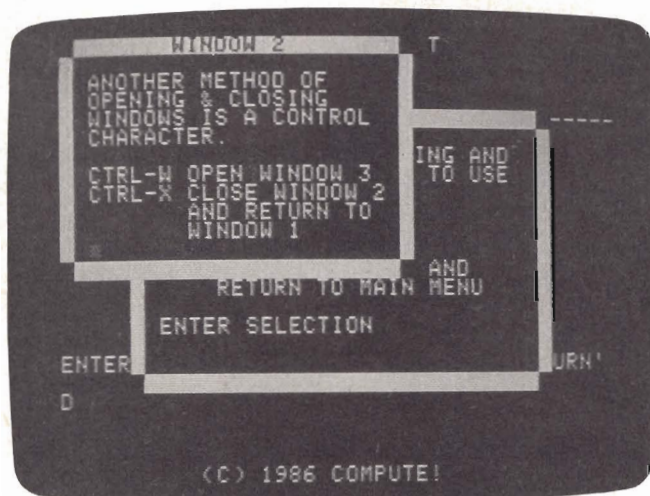 WINDOW 2
T
ANOTHER METHOD OF
OPENING & CLOSING
WINDOWS IS A CONTROL
CHARACTER.
-----
ING AND
TO USE
CTRL-W OPEN WINDOW 3
CTRL-X CLOSE WINDOW 2
AND RETURN TO
WINDOW 1
AND
RETURN TO MAIN MENU
ENTER SELECTION
ENTER
URN'
D
(C) 1986 COMPUTE!